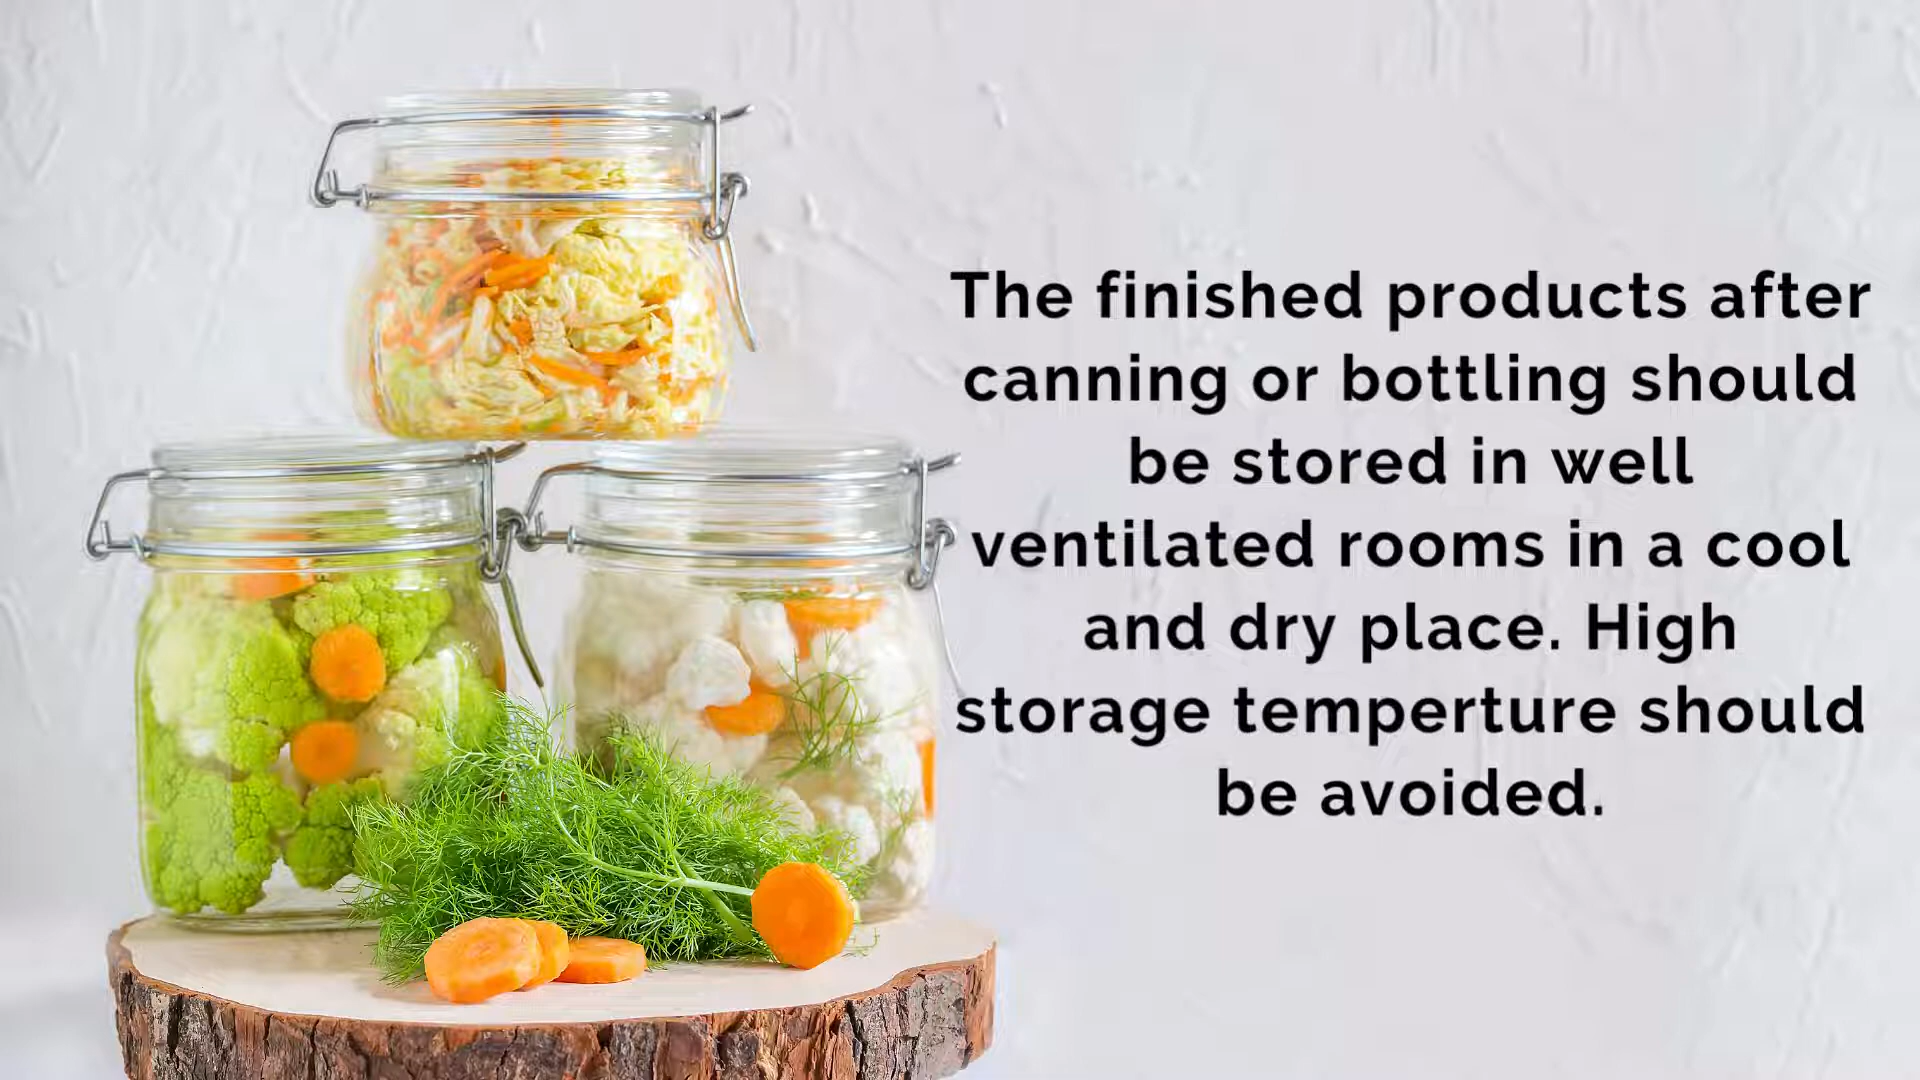 The finished products after
canning or bottling should
be stored in well
ventilated rooms in a cool
and dry place. High
storage temperture should
be avoided.